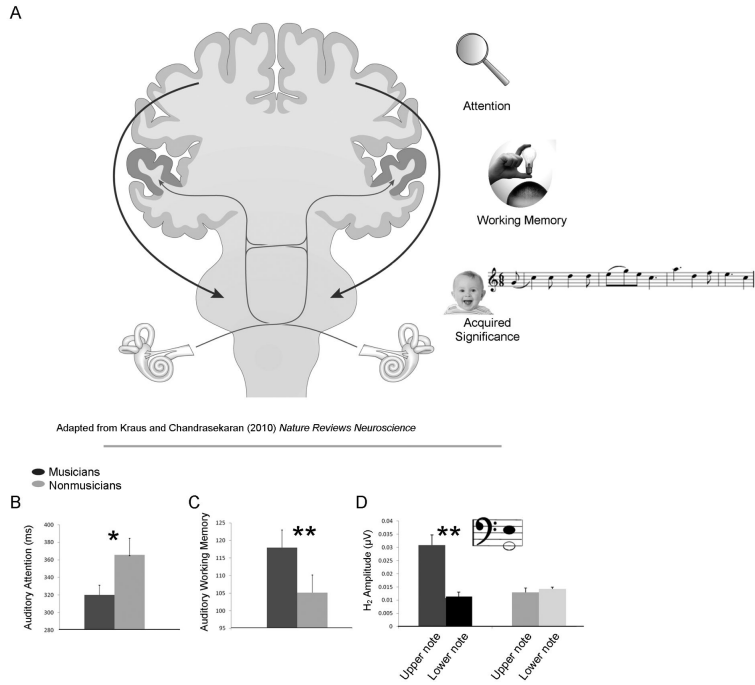 A
Attention
Working Memory
Acquired
Significance
Adapted from Kraus and Chandrasekaran (2010) Nature Reviews Neuroscience
Musicians
Nonmusicians
B
Auditory Attention (ms)
400
380
360
340
320
300
280
*
C
Auditory Working Memory
125
120
115
110
105
100
95
**
D
H₂ Amplitude (µV)
0.04
0.035
0.03
0.025
0.02
0.015
0.01
0.005
0
**
Upper note
Lower note
Upper note
Lower note